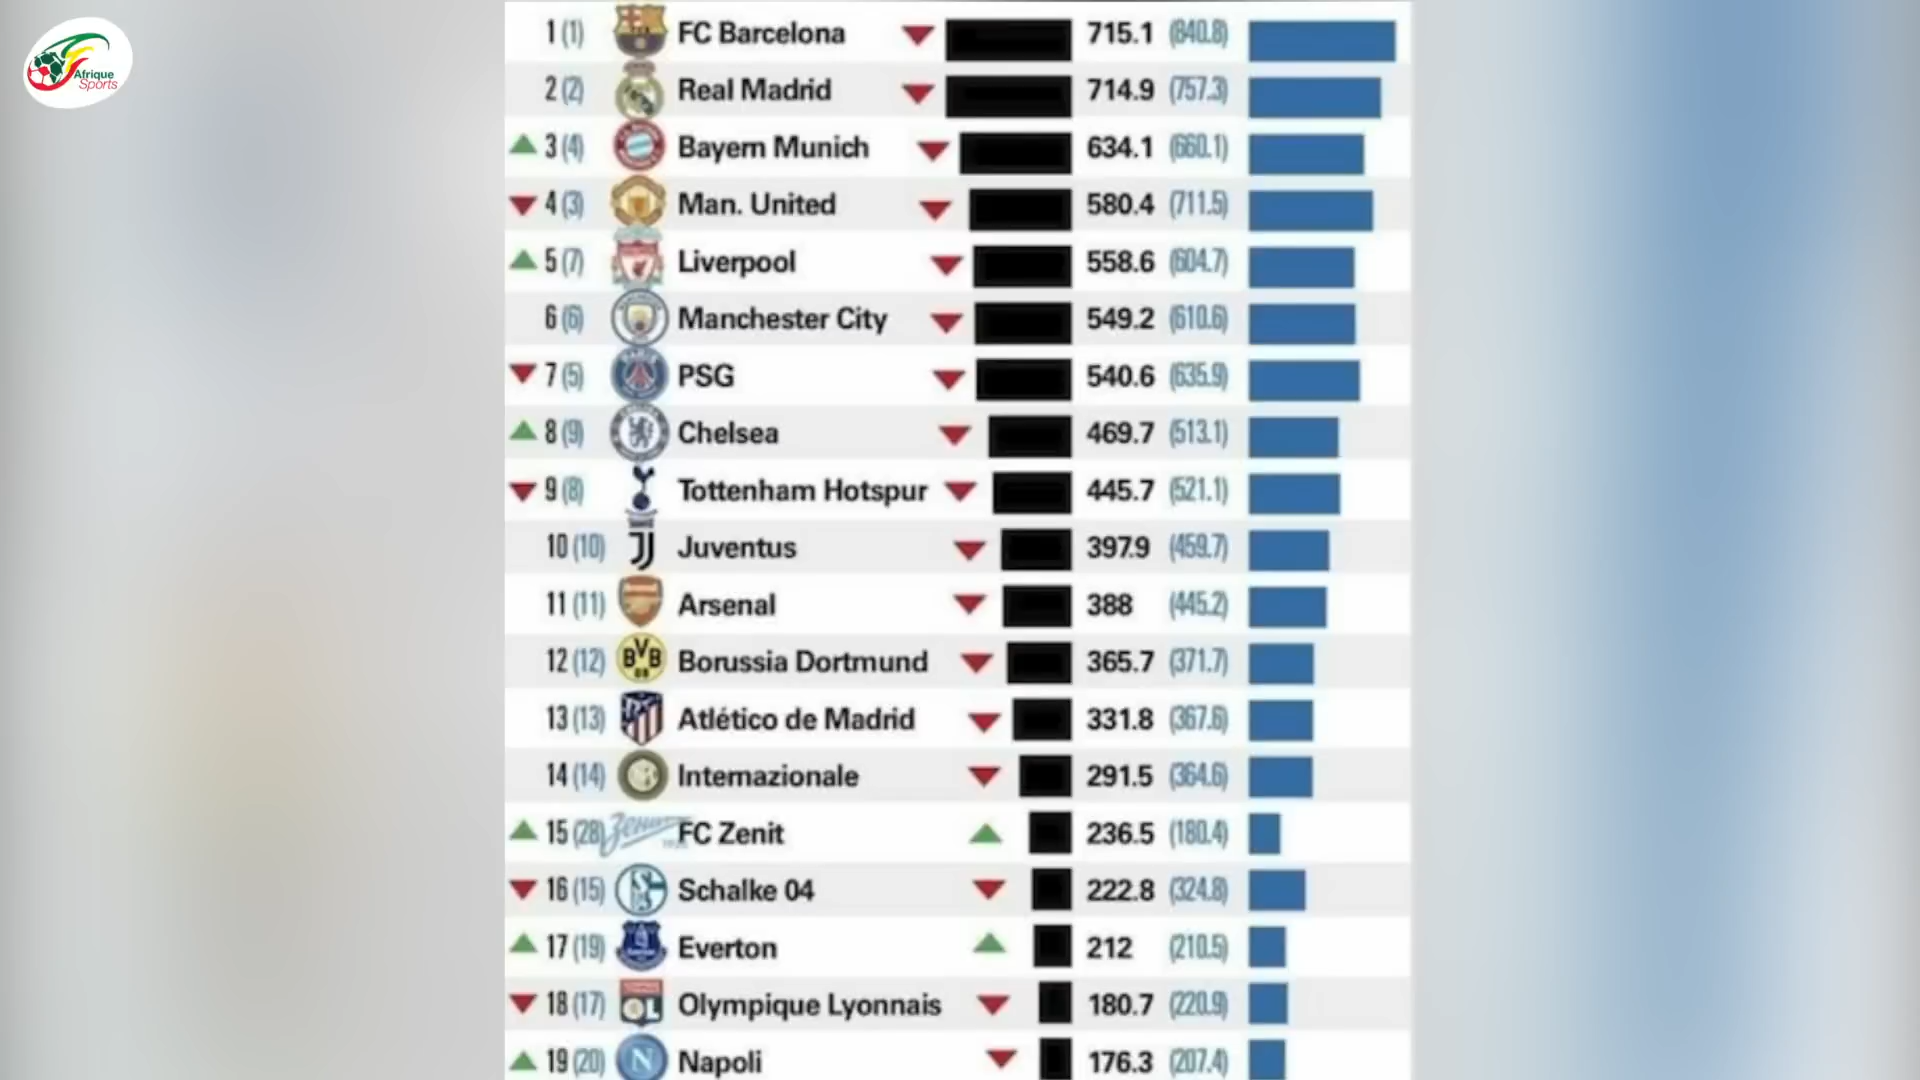 Afrique
Sports
1 (1) FC Barcelona 715.1 (840.8)
2 (2) Real Madrid 714.9 (757.3)
3 (4) Bayern Munich 634.1 (660.1)
4 (3) Man. United 580.4 (711.5)
5 (7) Liverpool 558.6 (604.7)
6 (6) Manchester City 549.2 (610.6)
7 (5) PSG 540.6 (635.9)
8 (9) Chelsea 469.7 (513.1)
9 (8) Tottenham Hotspur 445.7 (521.1)
10 (10) Juventus 397.9 (459.7)
11 (11) Arsenal 388 (445.2)
12 (12) BVB 09 Borussia Dortmund 365.7 (371.7)
13 (13) Atlético de Madrid 331.8 (367.6)
14 (14) Internazionale 291.5 (364.6)
15 (28) Зенит FC Zenit 236.5 (180.4)
16 (15) Schalke 04 222.8 (324.8)
17 (19) Everton 212 (210.5)
18 (17) OL Olympique Lyonnais 180.7 (220.9)
19 (20) N Napoli 176.3 (207.4)